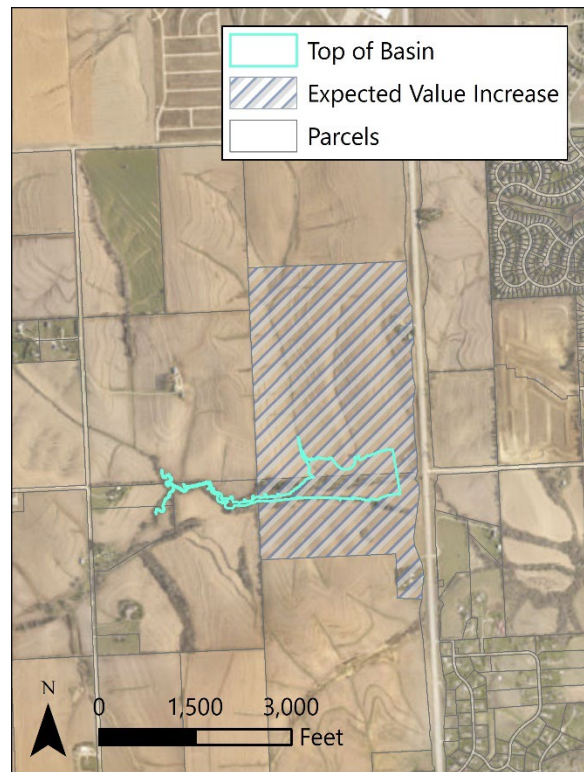 Top of Basin
Expected Value Increase
Parcels
N
0 1,500 3,000
Feet